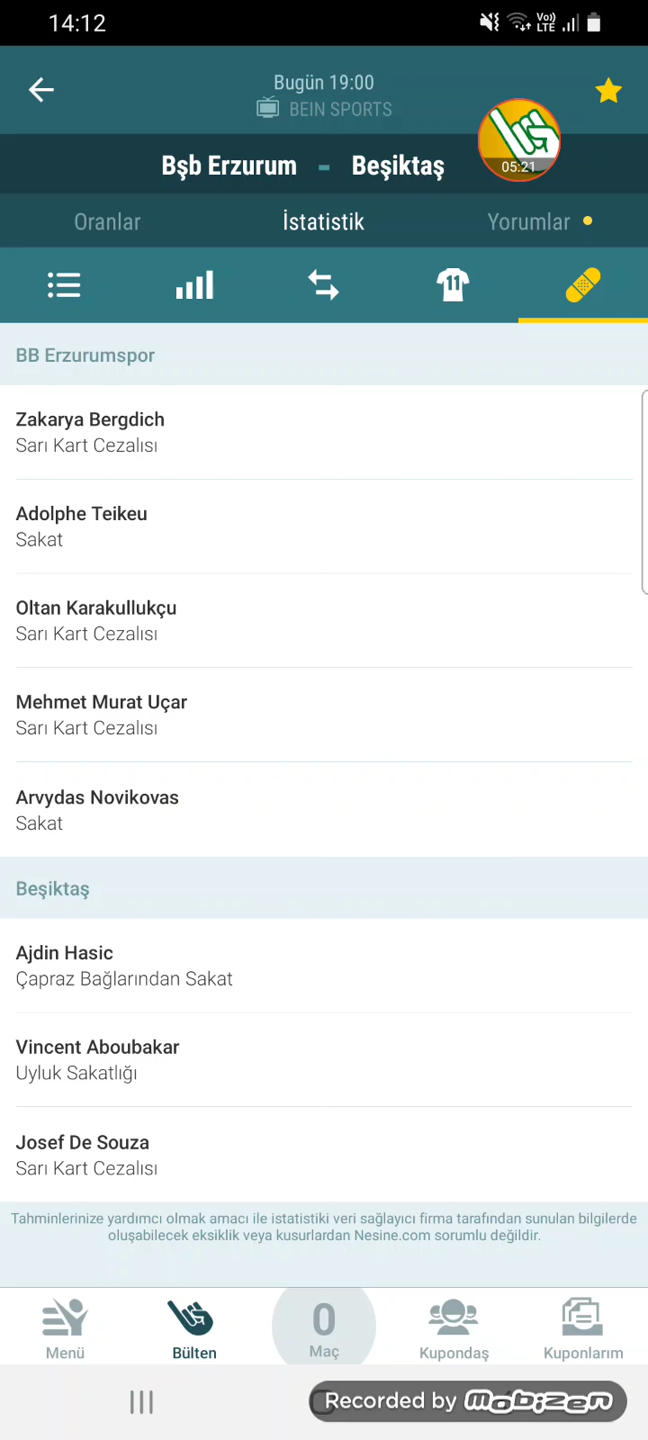 14:12
Vo)) LTE
Bugün 19:00
BEIN SPORTS
05:21
Bşb Erzurum - Beşiktaş
Oranlar İstatistik Yorumlar
11
BB Erzurumspor
Zakarya Bergdich
Sarı Kart Cezalısı
Adolphe Teikeu
Sakat
Oltan Karakullukçu
Sarı Kart Cezalısı
Mehmet Murat Uçar
Sarı Kart Cezalısı
Arvydas Novikovas
Sakat
Beşiktaş
Ajdin Hasic
Çapraz Bağlarından Sakat
Vincent Aboubakar
Uyluk Sakatlığı
Josef De Souza
Sarı Kart Cezalısı
Tahminlerinize yardımcı olmak amacı ile istatistiki veri sağlayıcı firma tarafından sunulan bilgilerde
oluşabilecek eksiklik veya kusurlardan Nesine.com sorumlu değildir.
0
Menü Bülten Maç Kupondaş Kuponlarım
Recorded by mobizen